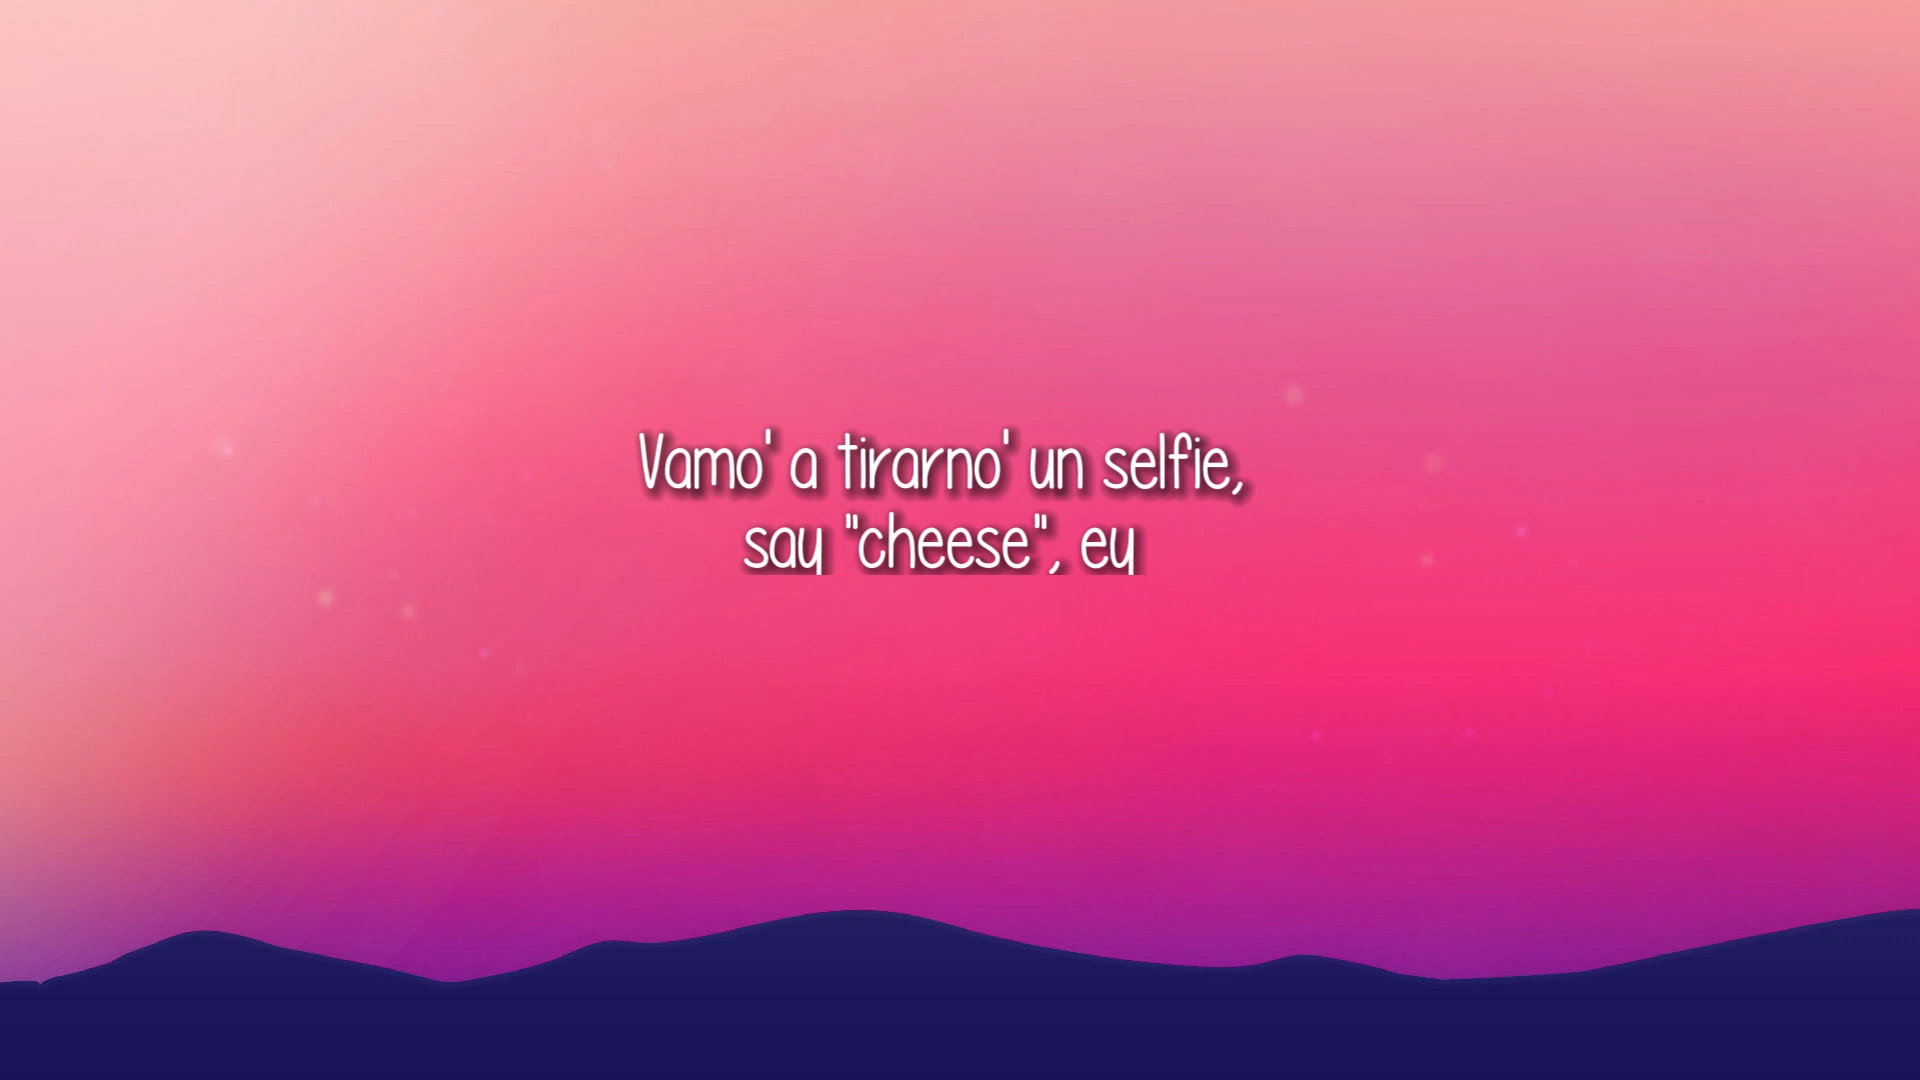 Vamo' a tirarno' un selfie,
say "cheese", ey